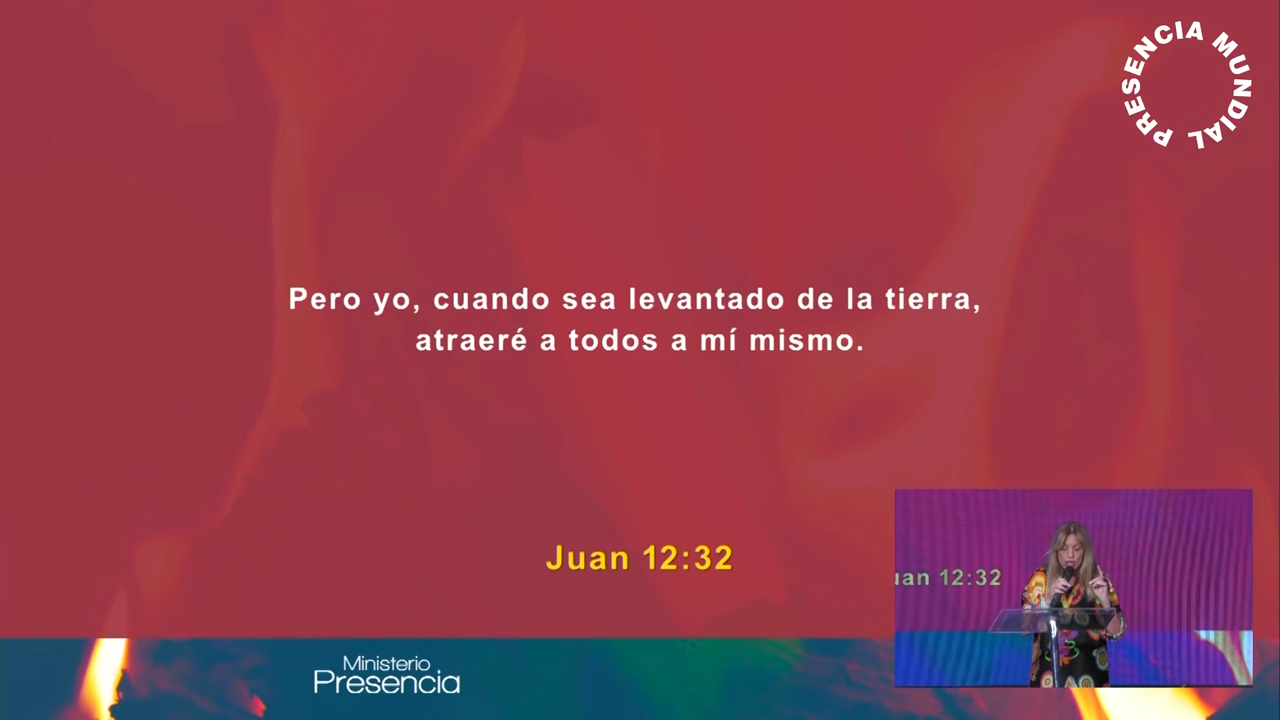 PRESENCIA MUNDIAL
Pero yo, cuando sea levantado de la tierra,
atraeré a todos a mí mismo.
Juan 12:32
uan 12:32
Ministerio
Presencia